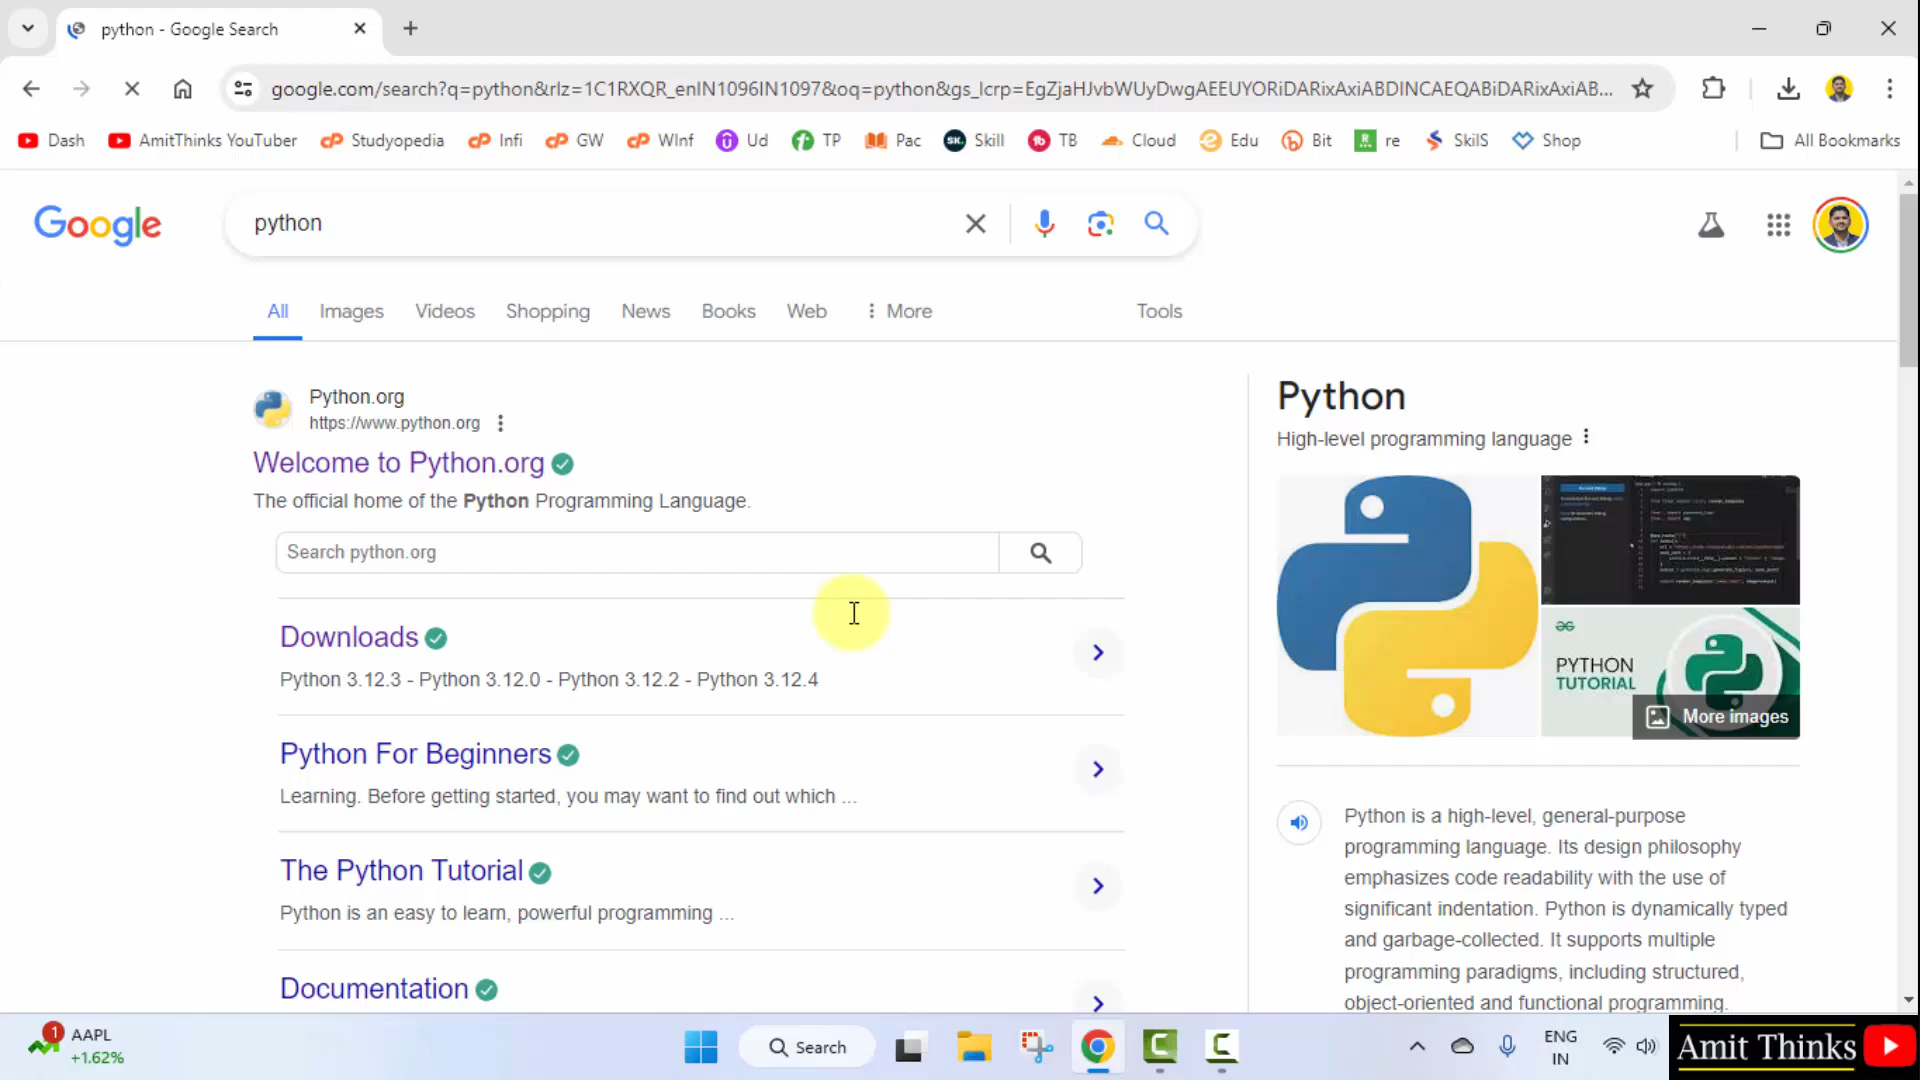 python - Google Search
google.com/search?q=python&rlz=1C1RXQR_enIN1096IN1097&oq=python&gs_lcrp=EgZjaHJvbWUyDwgAEEUYORiDARixAxiABDINCAEQABiDARixAxiAB...
Dash AmitThinks YouTuber Studyopedia Infi GW WInf Ud TP Pac Skill TB Cloud Edu Bit re SkilS Shop All Bookmarks
Google python
All Images Videos Shopping News Books Web More Tools
Python.org
https://www.python.org
Welcome to Python.org
The official home of the Python Programming Language.
Search python.org
Downloads
Python 3.12.3 - Python 3.12.0 - Python 3.12.2 - Python 3.12.4
Python For Beginners
Learning. Before getting started, you may want to find out which ...
The Python Tutorial
Python is an easy to learn, powerful programming ...
Documentation
Python
High-level programming language
PYTHON
TUTORIAL
More images
Python is a high-level, general-purpose
programming language. Its design philosophy
emphasizes code readability with the use of
significant indentation. Python is dynamically typed
and garbage-collected. It supports multiple
programming paradigms, including structured,
object-oriented and functional programming.
1
AAPL
+1.62%
Search
ENG
IN
Amit Thinks